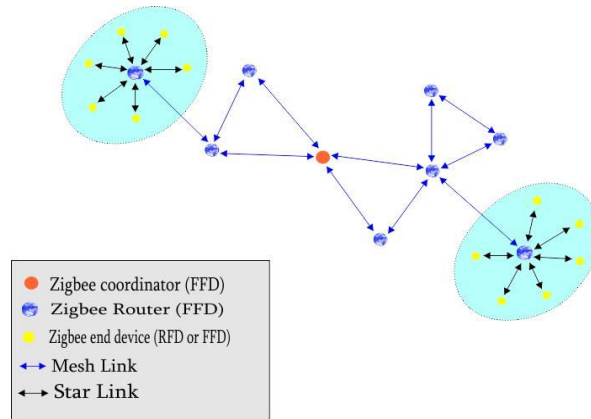 Zigbee coordinator (FFD)
Zigbee Router (FFD)
Zigbee end device (RFD or FFD)
Mesh Link
Star Link